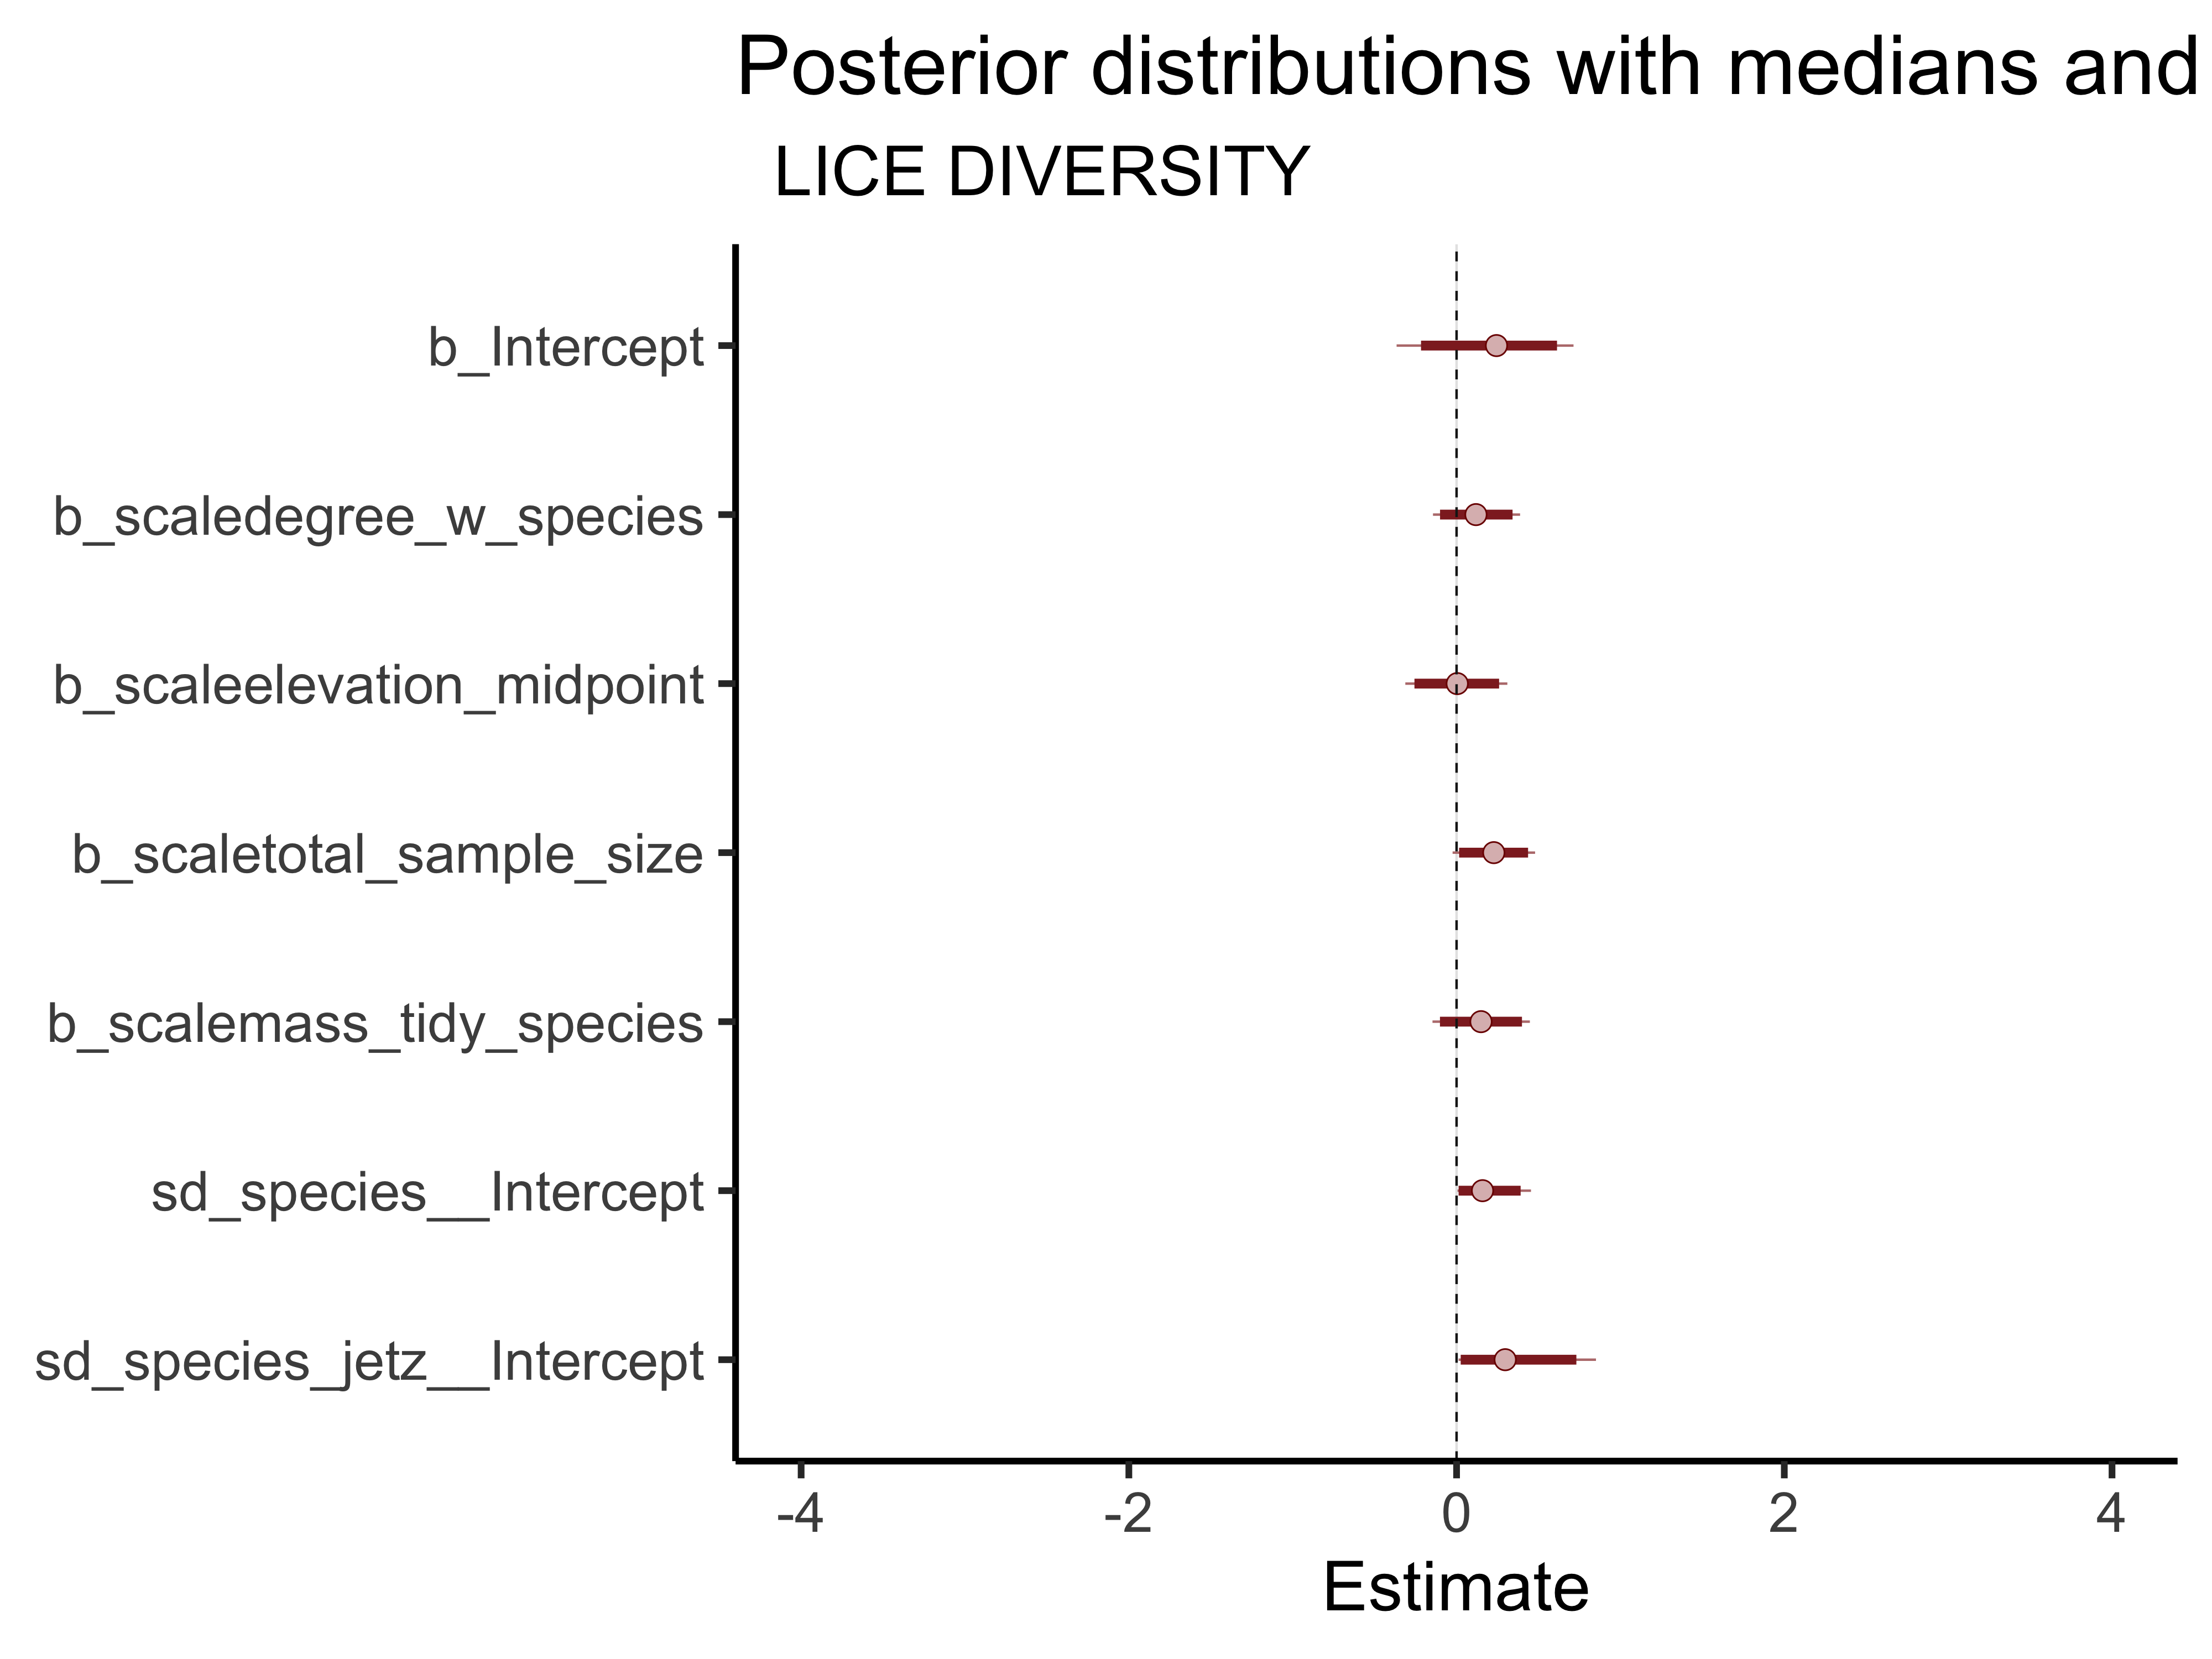 Posterior distributions with medians and
LICE DIVERSITY
b_Intercept
b_scaledegree_w_species
b_scaleelevation_midpoint
b_scaletotal_sample_size
b_scalemass_tidy_species
sd_species__Intercept
sd_species_jetz__Intercept
-4 -2 0 2 4
Estimate